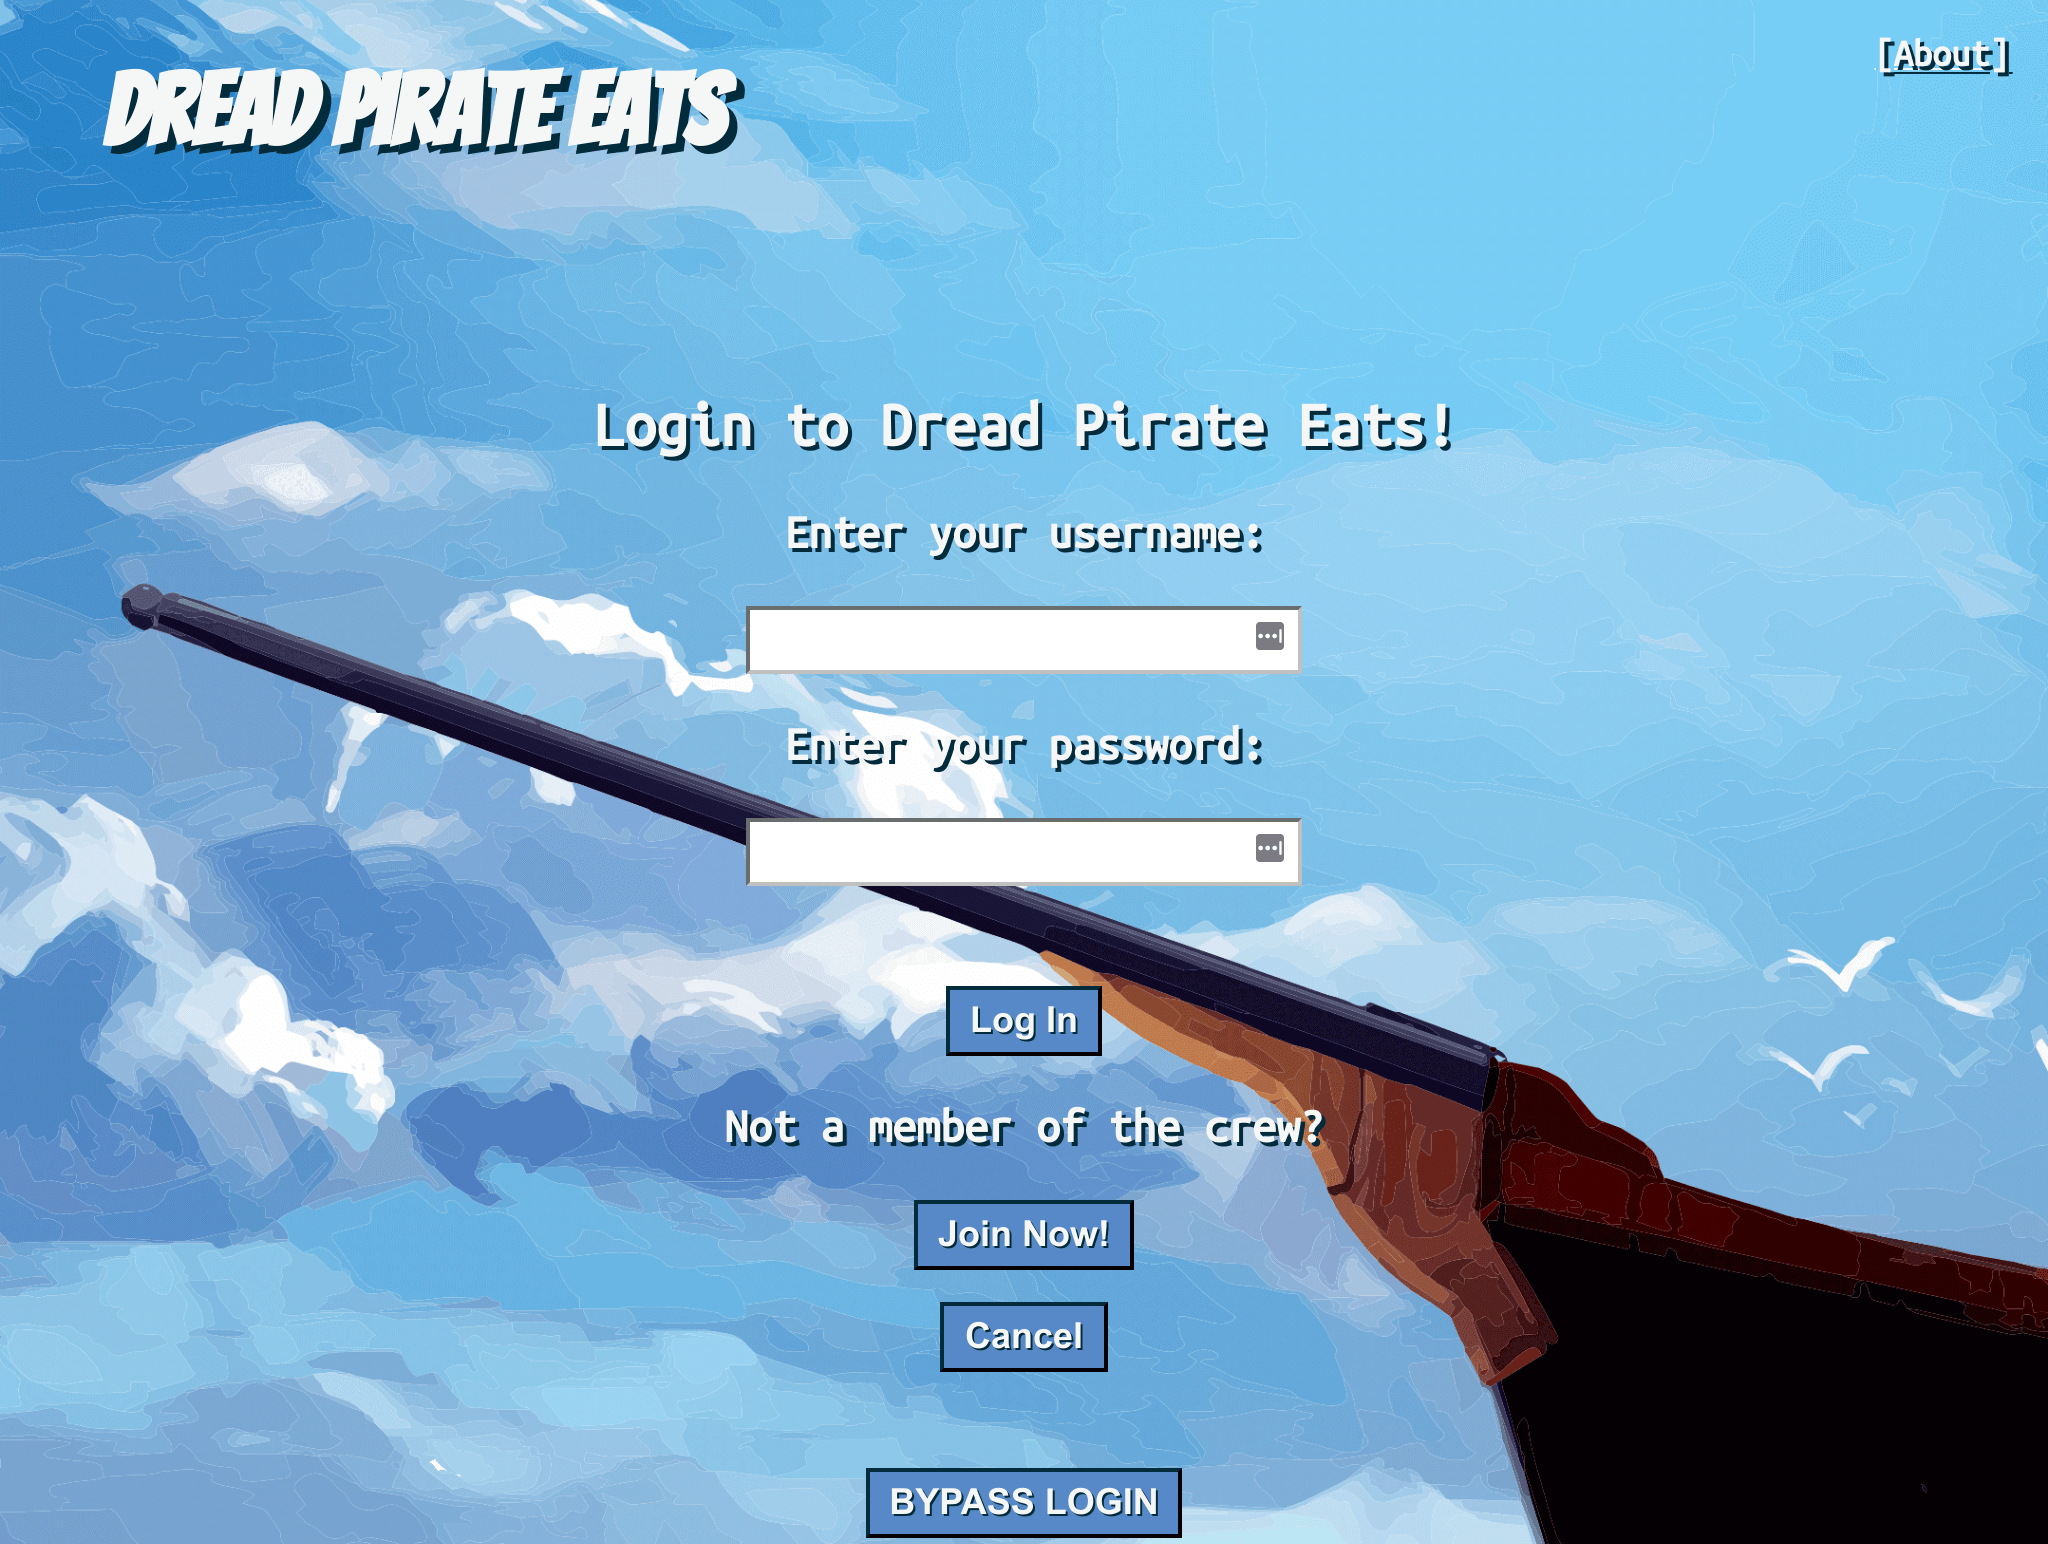 DREAD PIRATE EATS
[About]
Login to Dread Pirate Eats!
Enter your username:
Enter your password:
Log In
Not a member of the crew?
Join Now!
Cancel
BYPASS LOGIN